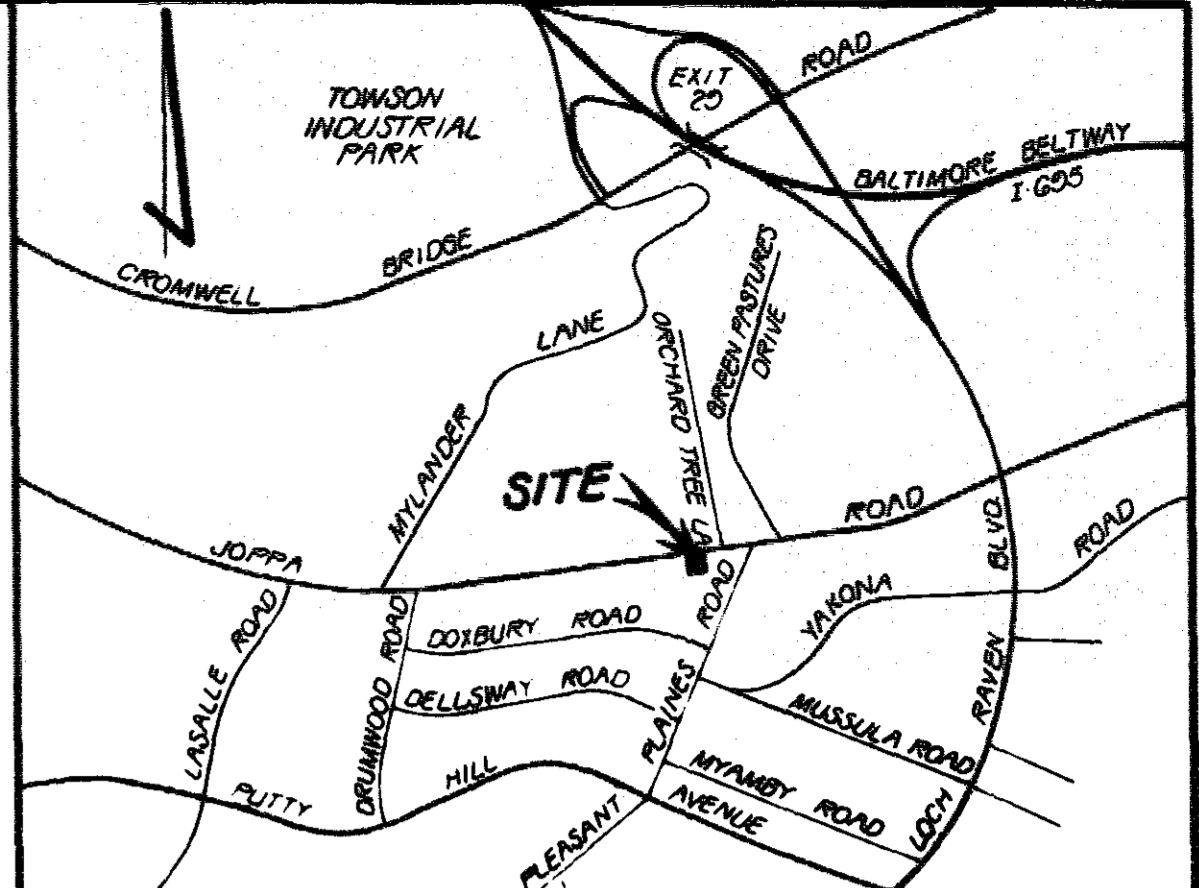 TOWSON
INDUSTRIAL
PARK
EXIT
29
ROAD
BALTIMORE BELTWAY
I-695
CROMWELL BRIDGE
MYLANDER LANE
ORCHARD TREE LA
GREEN PASTURES
DRIVE
SITE
JOPPA ROAD
LASALLE ROAD
DRUMWOOD ROAD
DOXBURY ROAD
DELLSWAY ROAD
PLEASANT PLAINES ROAD
YAKONA ROAD
MUSSULA ROAD
MYAMBY ROAD
PUTTY HILL AVENUE
LOCH RAVEN BLVD.